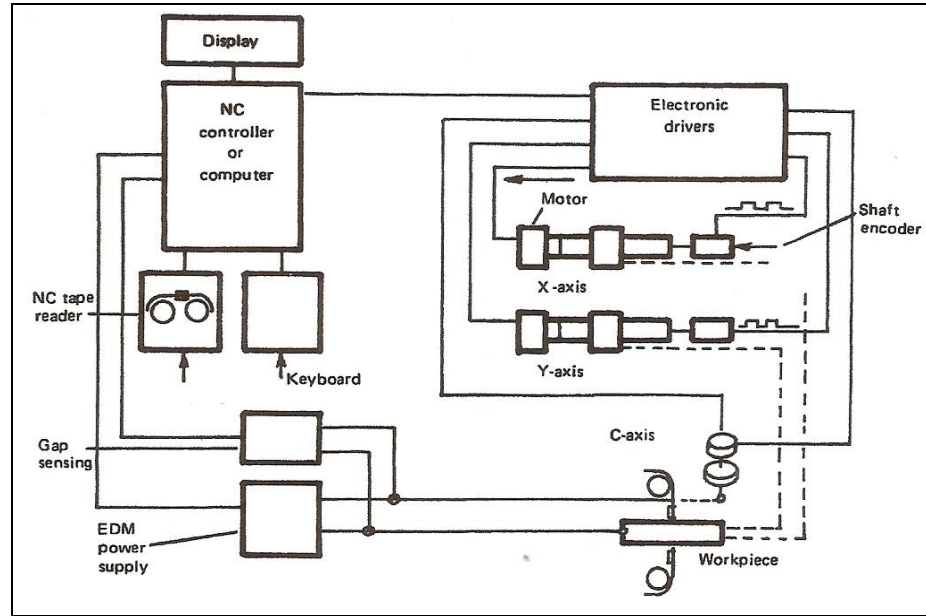 Display
NC
controller
or
computer
Electronic
drivers
Motor
Shaft
encoder
X-axis
NC tape
reader
Keyboard
Y-axis
Gap
sensing
C-axis
EDM
power
supply
Workpiece